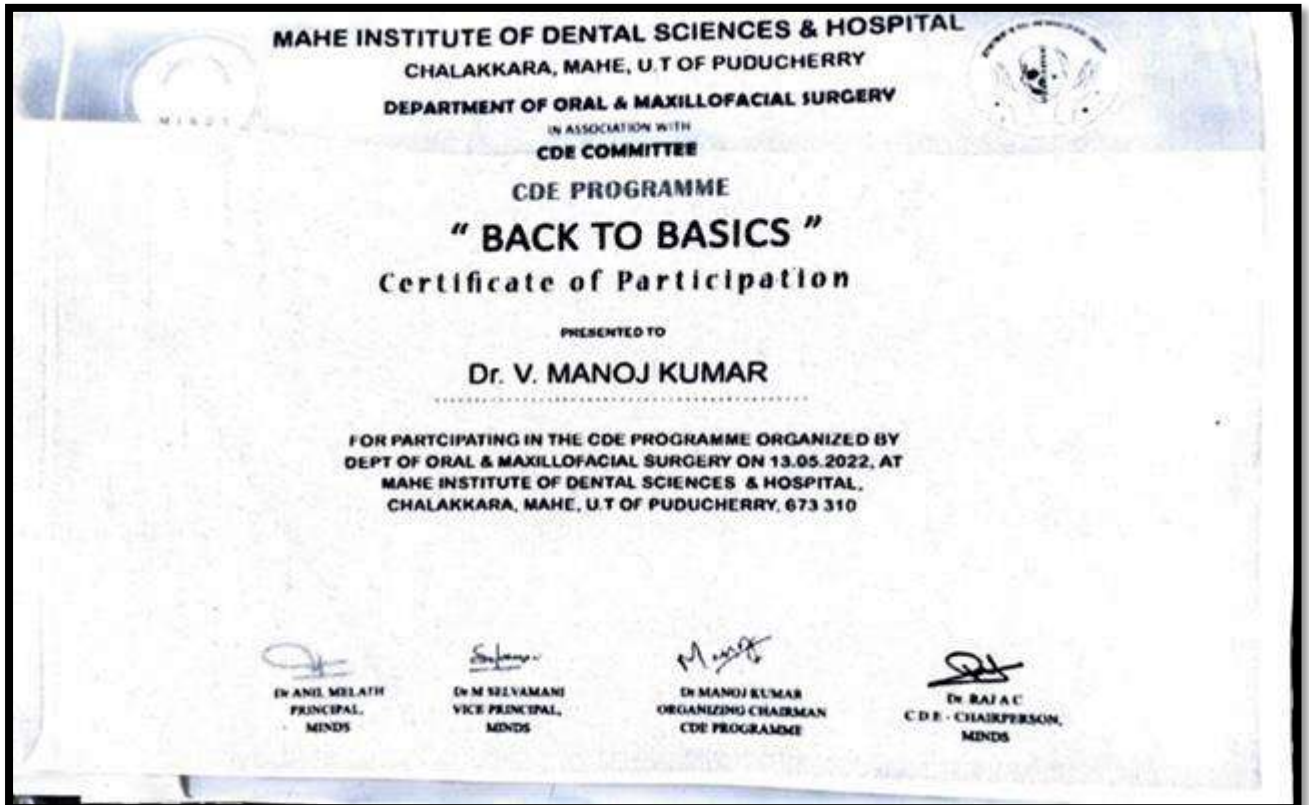 MAHE INSTITUTE OF DENTAL SCIENCES & HOSPITAL
CHALAKKARA, MAHE, U.T OF PUDUCHERRY
DEPARTMENT OF ORAL & MAXILLOFACIAL SURGERY
IN ASSOCIATION WITH
CDE COMMITTEE
CDE PROGRAMME
" BACK TO BASICS "
Certificate of Participation
PRESENTED TO
Dr. V. MANOJ KUMAR
FOR PARTCIPATING IN THE CDE PROGRAMME ORGANIZED BY
DEPT OF ORAL & MAXILLOFACIAL SURGERY ON 13.05.2022, AT
MAHE INSTITUTE OF DENTAL SCIENCES & HOSPITAL,
CHALAKKARA, MAHE, U.T OF PUDUCHERRY. 673 310
Dr ANIL MELATH
PRINCIPAL,
MINDS
Dr M SELVAMANI
VICE PRINCIPAL,
MINDS
Dr MANOJ KUMAR
ORGANIZING CHAIRMAN
CDE PROGRAMME
Dr RAJ A C
C D E - CHAIRPERSON,
MINDS